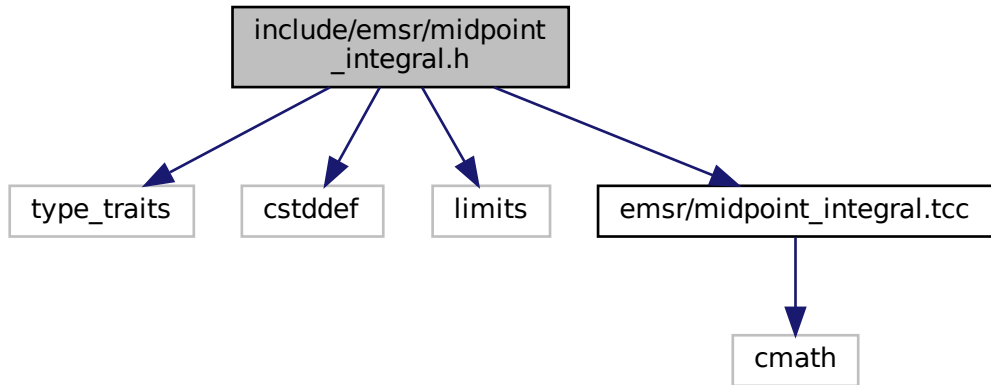 include/emsr/midpoint
_integral.h
type_traits
cstddef
limits
emsr/midpoint_integral.tcc
cmath